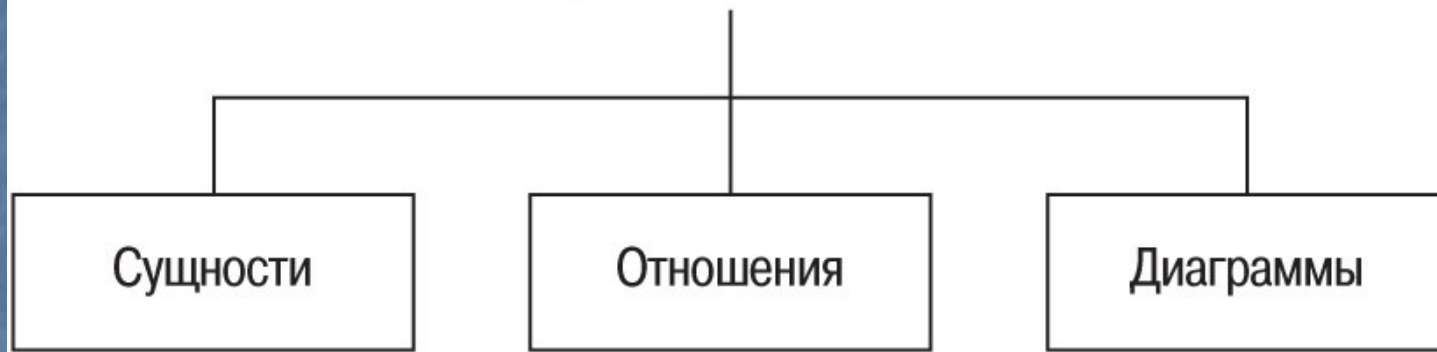 Сущности
Отношения
Диаграммы